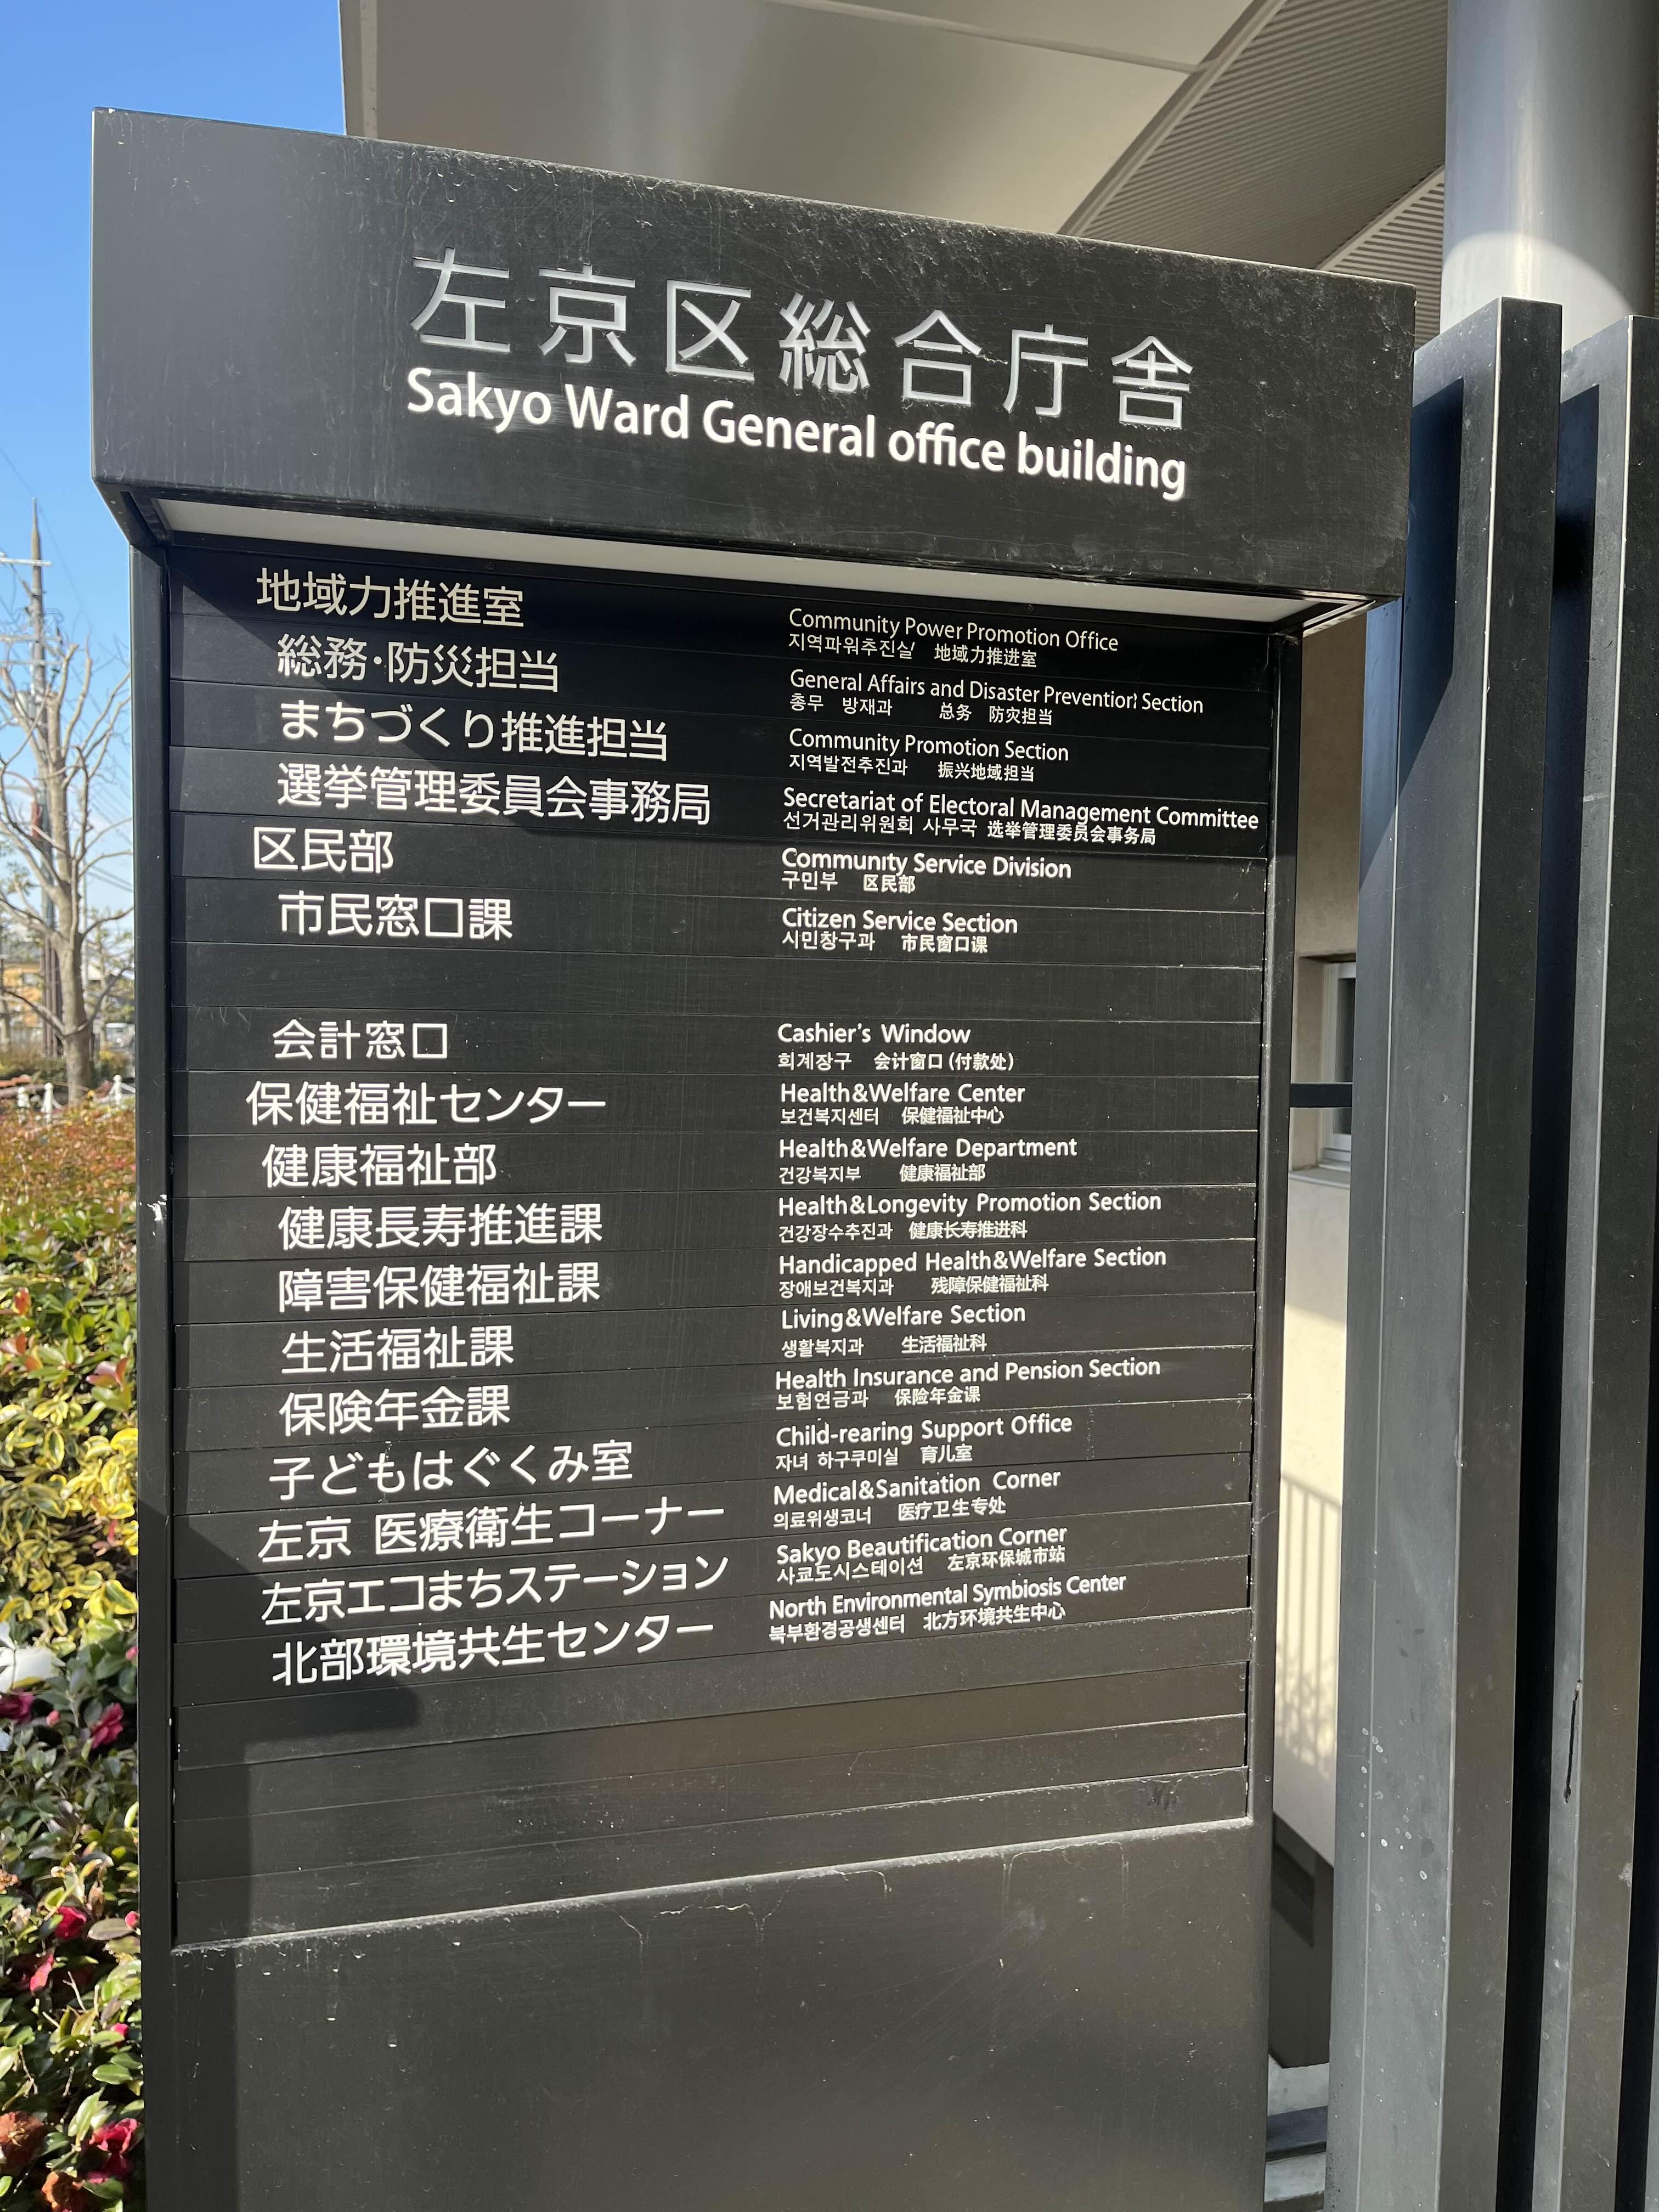 左京区総合庁舎
Sakyo Ward General office building
地域力推進室
Community Power Promotion Office
지역파워추진실 地域力推进室
総務・防災担当
General Affairs and Disaster Prevention Section
총무 방재과 总务 防灾担当
まちづくり推進担当
Community Promotion Section
지역발전추진과 振兴地域担当
選挙管理委員会事務局
Secretariat of Electoral Management Committee
선거관리위원회 사무국 选举管理委员会事务局
区民部
Community Service Division
구민부 区民部
市民窓口課
Citizen Service Section
시민창구과 市民窗口课
会計窓口
Cashier's Window
회계장구 会计窗口(付款处)
保健福祉センター
Health&Welfare Center
보건복지센터 保健福祉中心
健康福祉部
Health&Welfare Department
건강복지부 健康福祉部
健康長寿推進課
Health&Longevity Promotion Section
건강장수추진과 健康长寿推进科
障害保健福祉課
Handicapped Health&Welfare Section
장애보건복지과 残障保健福祉科
生活福祉課
Living&Welfare Section
생활복지과 生活福祉科
保険年金課
Health Insurance and Pension Section
보험연금과 保险年金课
子どもはぐくみ室
Child-rearing Support Office
자녀 하구쿠미실 育儿室
左京 医療衛生コーナー
Medical&Sanitation Corner
의료위생코너 医疗卫生专处
左京エコまちステーション
Sakyo Beautification Corner
사쿄도시스테이션 左京环保城市站
北部環境共生センター
North Environmental Symbiosis Center
북부환경공생센터 北方环境共生中心